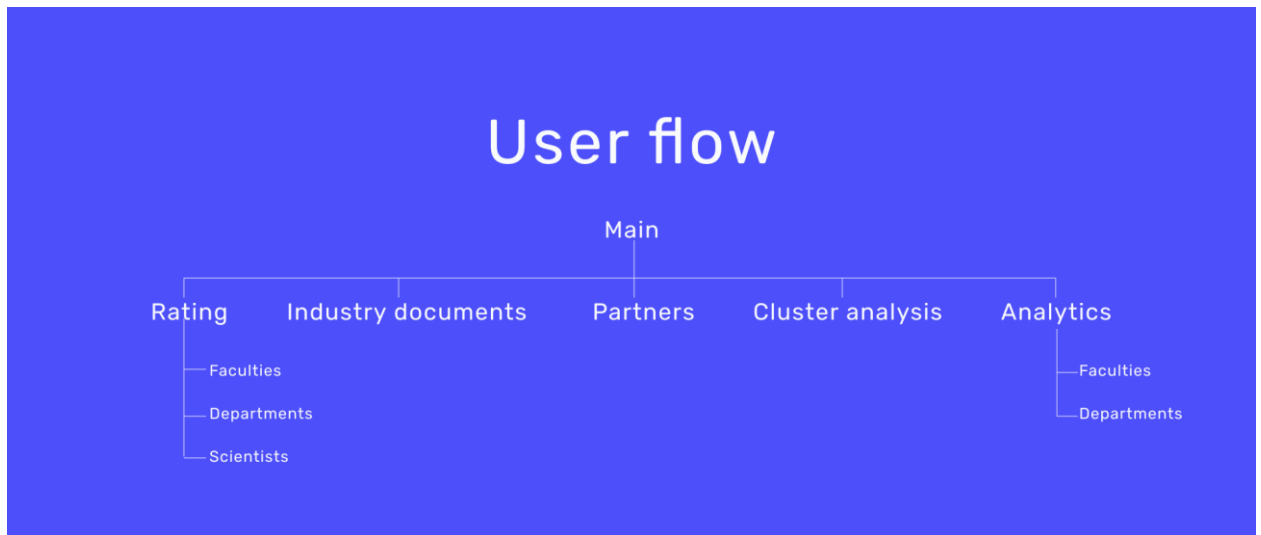 User flow
Main
Rating Industry documents Partners Cluster analysis Analytics
Faculties Faculties
Departments Departments
Scientists